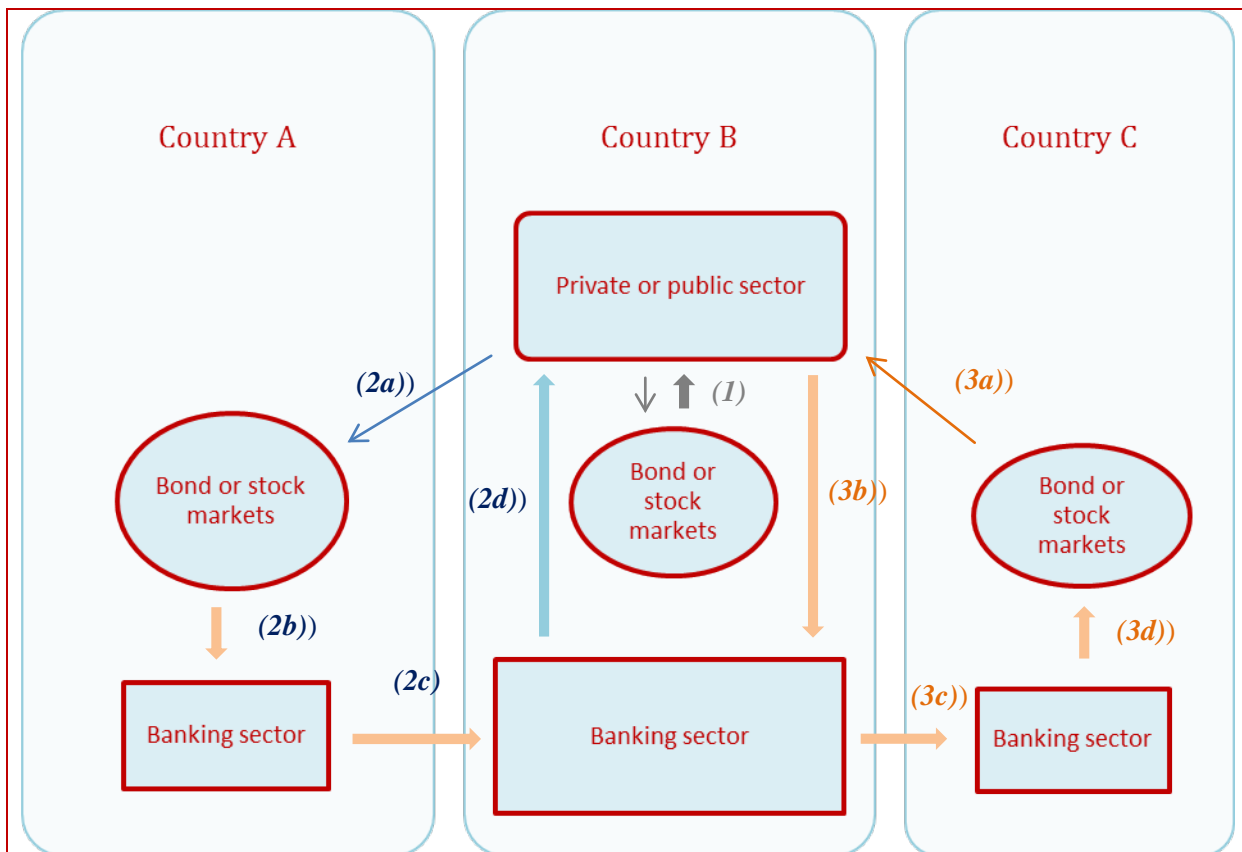 Country A
Country B
Country C
Private or public sector
(2a))
(1)
(3a))
Bond or stock
markets
(2d))
Bond or
stock
markets
(3b))
Bond or
stock
markets
(2b))
(3d))
(2c)
(3c))
Banking sector
Banking sector
Banking sector